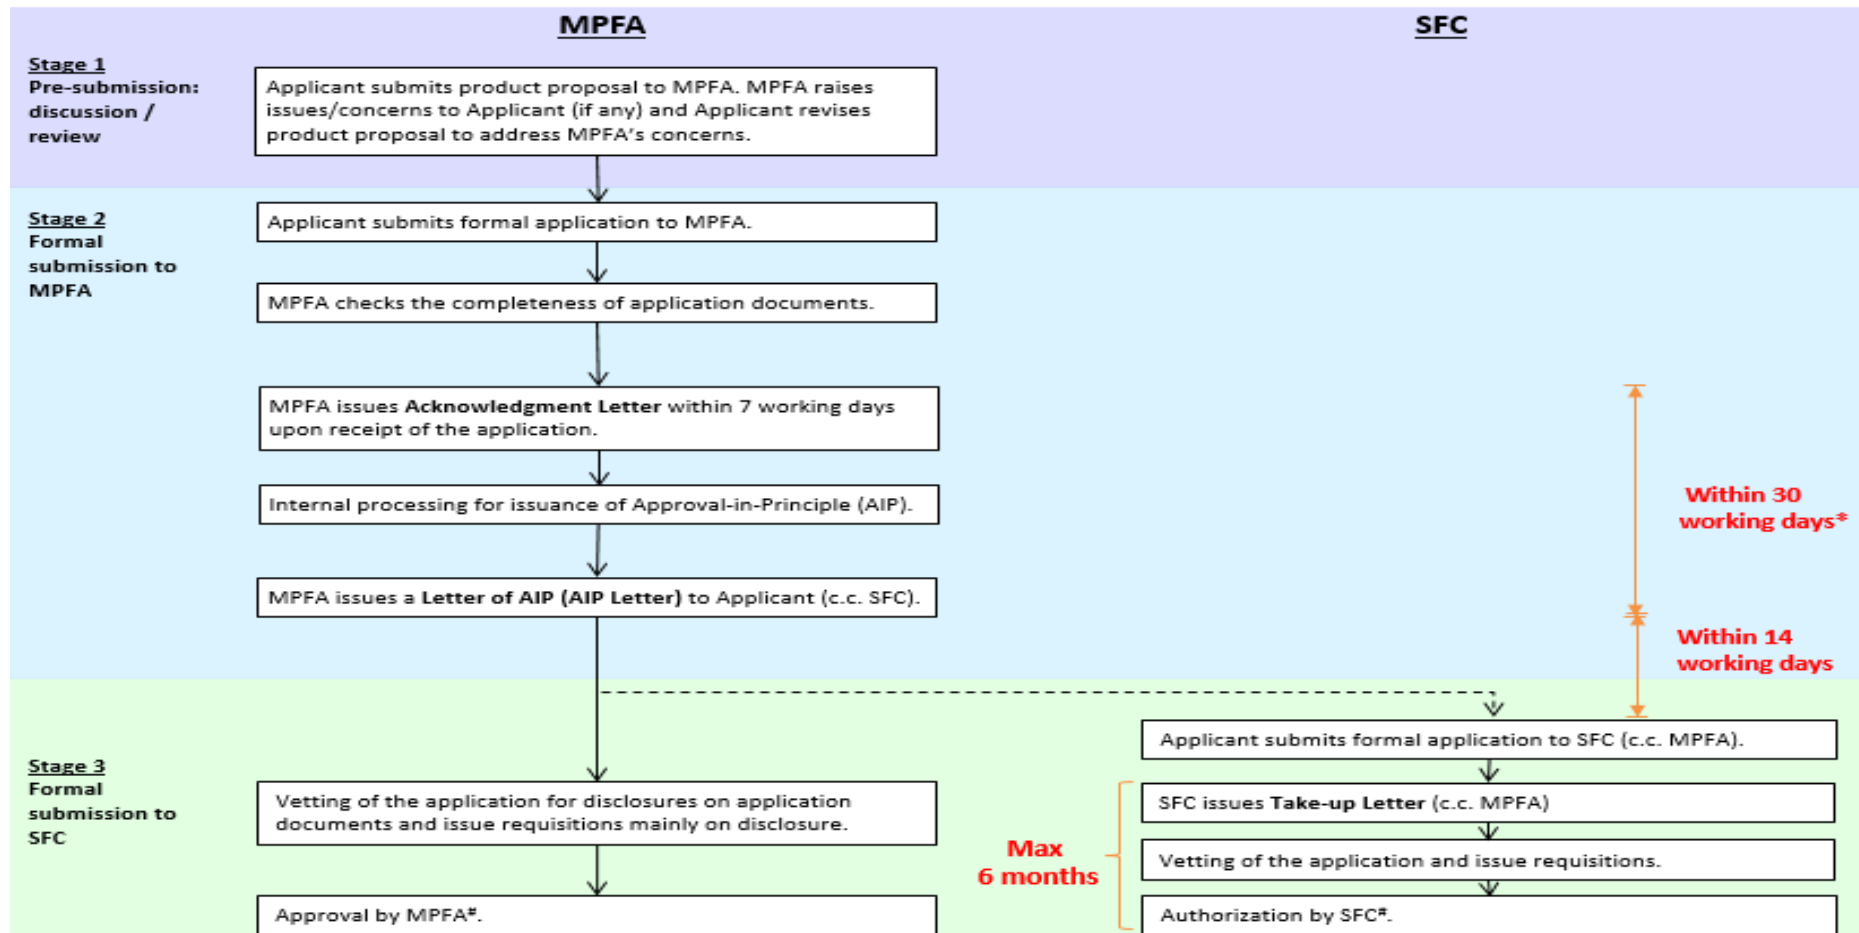 MPFA
SFC
Stage 1
Pre-submission:
discussion /
review
Applicant submits product proposal to MPFA. MPFA raises
issues/concerns to Applicant (if any) and Applicant revises
product proposal to address MPFA's concerns.
Stage 2
Formal
submission to
MPFA
Applicant submits formal application to MPFA.
MPFA checks the completeness of application documents.
MPFA issues Acknowledgment Letter within 7 working days
upon receipt of the application.
Internal processing for issuance of Approval-in-Principle (AIP).
MPFA issues a Letter of AIP (AIP Letter) to Applicant (c.c. SFC).
Within 30
working days*
Within 14
working days
Stage 3
Formal
submission to
SFC
Vetting of the application for disclosures on application
documents and issue requisitions mainly on disclosure.
Approval by MPFA#.
Applicant submits formal application to SFC (c.c. MPFA).
Max
6 months
SFC issues Take-up Letter (c.c. MPFA)
Vetting of the application and issue requisitions.
Authorization by SFC#.